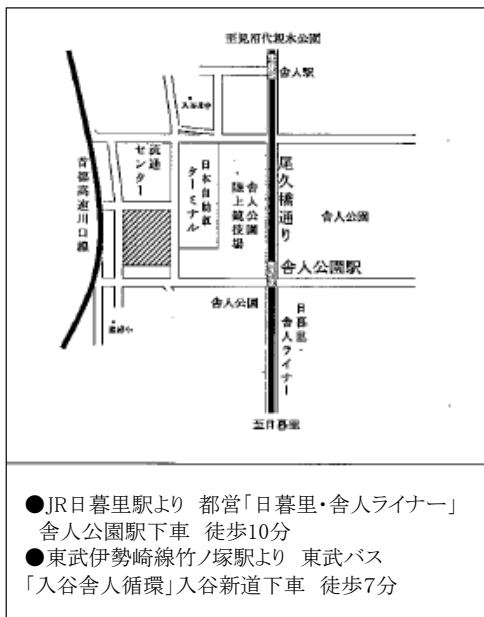 至見沼代親水公園
舎人駅
首都高速川口線
流通センター
日本自動車ターミナル
舎人公園陸上競技場
尾久橋通り
舎人公園
舎人公園駅
舎人公園
日暮里・舎人ライナー
至日暮里
●JR日暮里駅より 都営「日暮里・舎人ライナー」
舎人公園駅下車 徒歩10分
●東武伊勢崎線竹ノ塚駅より 東武バス
「入谷舎人循環」入谷新道下車 徒歩7分